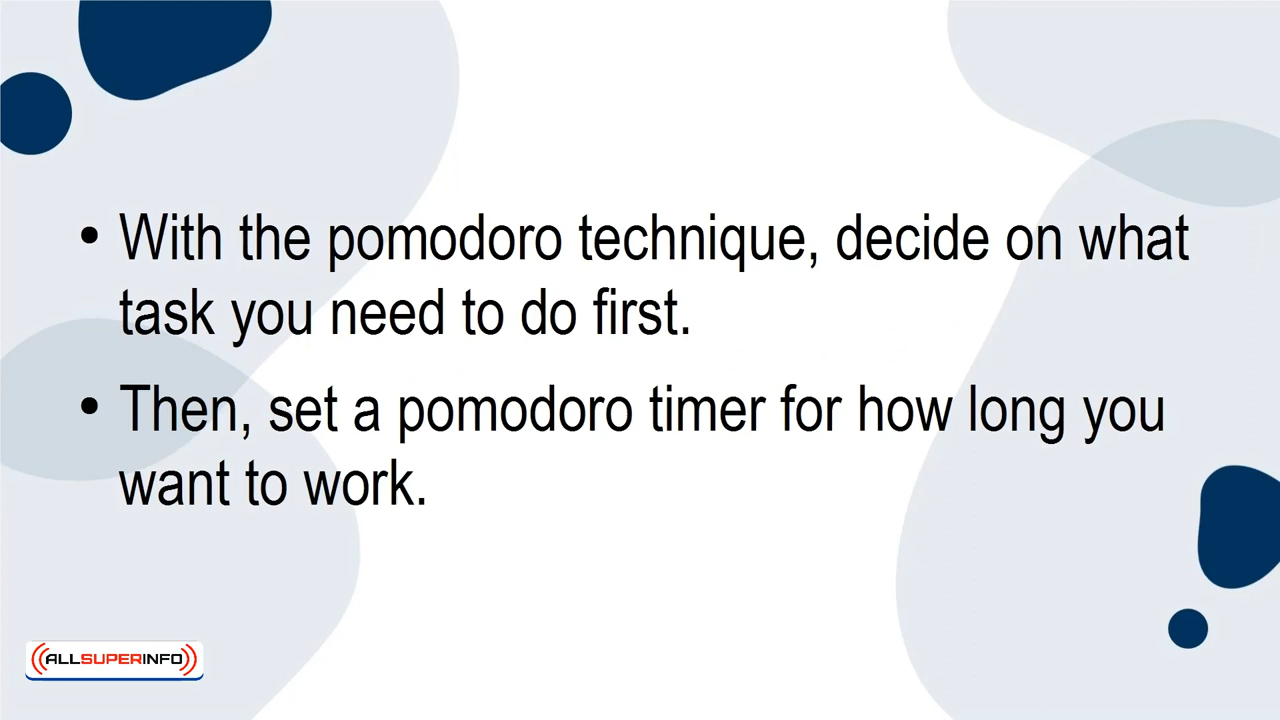 • With the pomodoro technique, decide on what
task you need to do first.
• Then, set a pomodoro timer for how long you
want to work.
ALLSUPERINFO